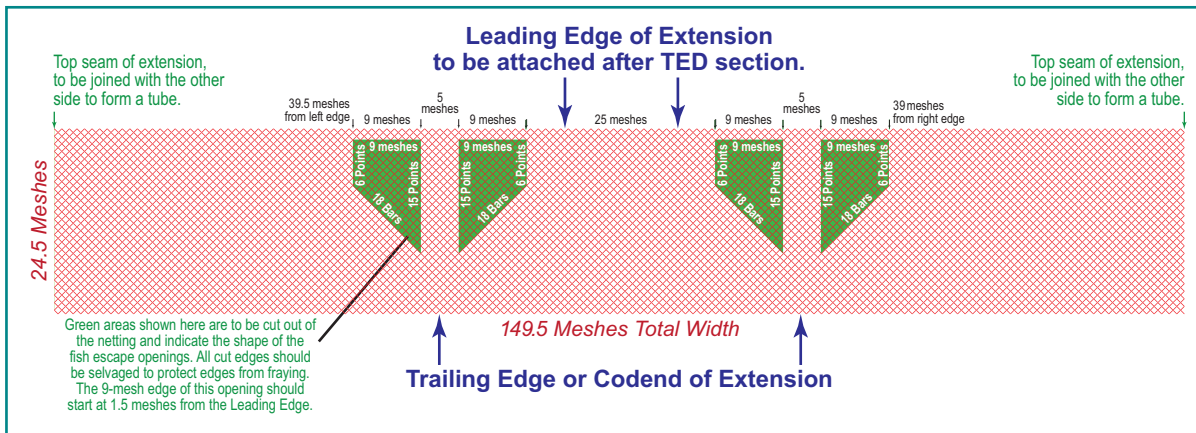 Leading Edge of Extension
to be attached after TED section.
Top seam of extension,
to be joined with the other
side to form a tube.
Top seam of extension,
to be joined with the other
side to form a tube.
39.5 meshes
from left edge
9 meshes
5
meshes
9 meshes
25 meshes
9 meshes
5
meshes
9 meshes
39 meshes
from right edge
24.5 Meshes
9 meshes
6 Points
15 Points
18 Bars
9 meshes
15 Points
6 Points
18 Bars
9 meshes
6 Points
15 Points
18 Bars
9 meshes
15 Points
6 Points
18 Bars
Green areas shown here are to be cut out of
the netting and indicate the shape of the
fish escape openings. All cut edges should
be selvaged to protect edges from fraying.
The 9-mesh edge of this opening should
start at 1.5 meshes from the Leading Edge.
149.5 Meshes Total Width
Trailing Edge or Codend of Extension